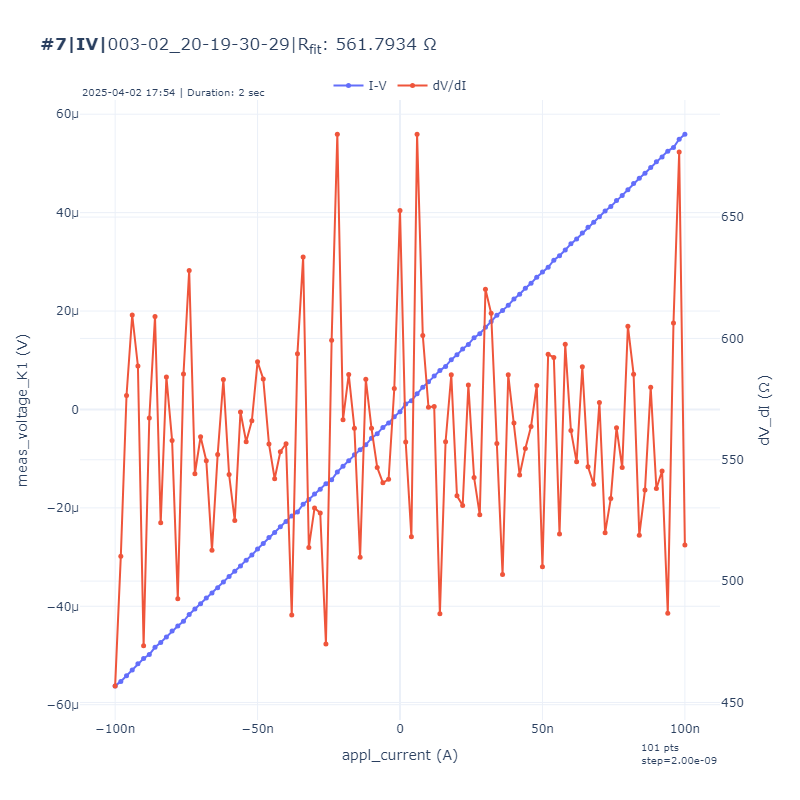 #7|IV|003-02_20-19-30-29|Rfit: 561.7934 Ω
2025-04-02 17:54 | Duration: 2 sec
I-V
dV/dI
60μ
40μ
20μ
0
−20μ
−40μ
−60μ
meas_voltage_K1 (V)
650
600
550
500
450
dV_dI (Ω)
−100n
−50n
0
50n
100n
appl_current (A)
101 pts
step=2.00e-09